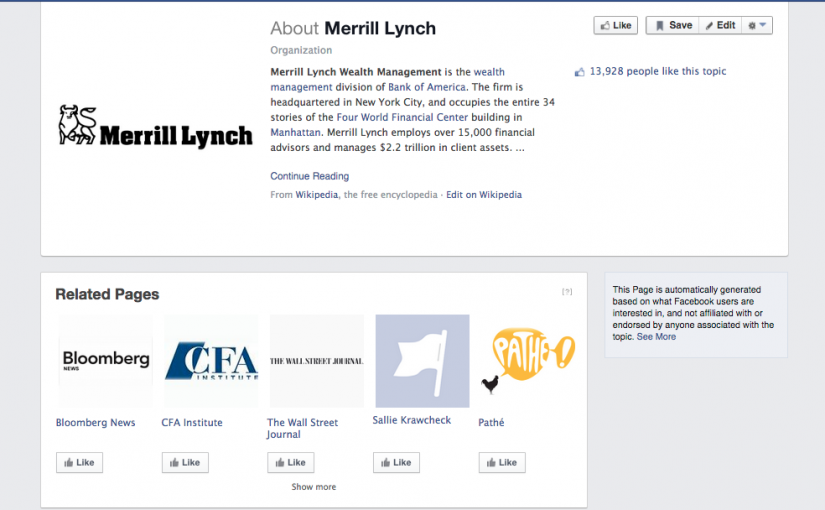 About Merrill Lynch
Like
Save
Edit
Organization
Merrill Lynch Wealth Management is the wealth
management division of Bank of America. The firm is
headquartered in New York City, and occupies the entire 34
stories of the Four World Financial Center building in
Manhattan. Merrill Lynch employs over 15,000 financial
advisors and manages $2.2 trillion in client assets. ...
13,928 people like this topic
Merrill Lynch
Continue Reading
From Wikipedia, the free encyclopedia · Edit on Wikipedia
Related Pages
[?]
Bloomberg
NEWS
CFA
INSTITUTE
THE WALL STREET JOURNAL
PATHE!
Bloomberg News
CFA Institute
The Wall Street
Journal
Sallie Krawcheck
Pathé
Like
Like
Like
Like
Like
Show more
This Page is automatically generated
based on what Facebook users are
interested in, and not affiliated with or
endorsed by anyone associated with the
topic. See More